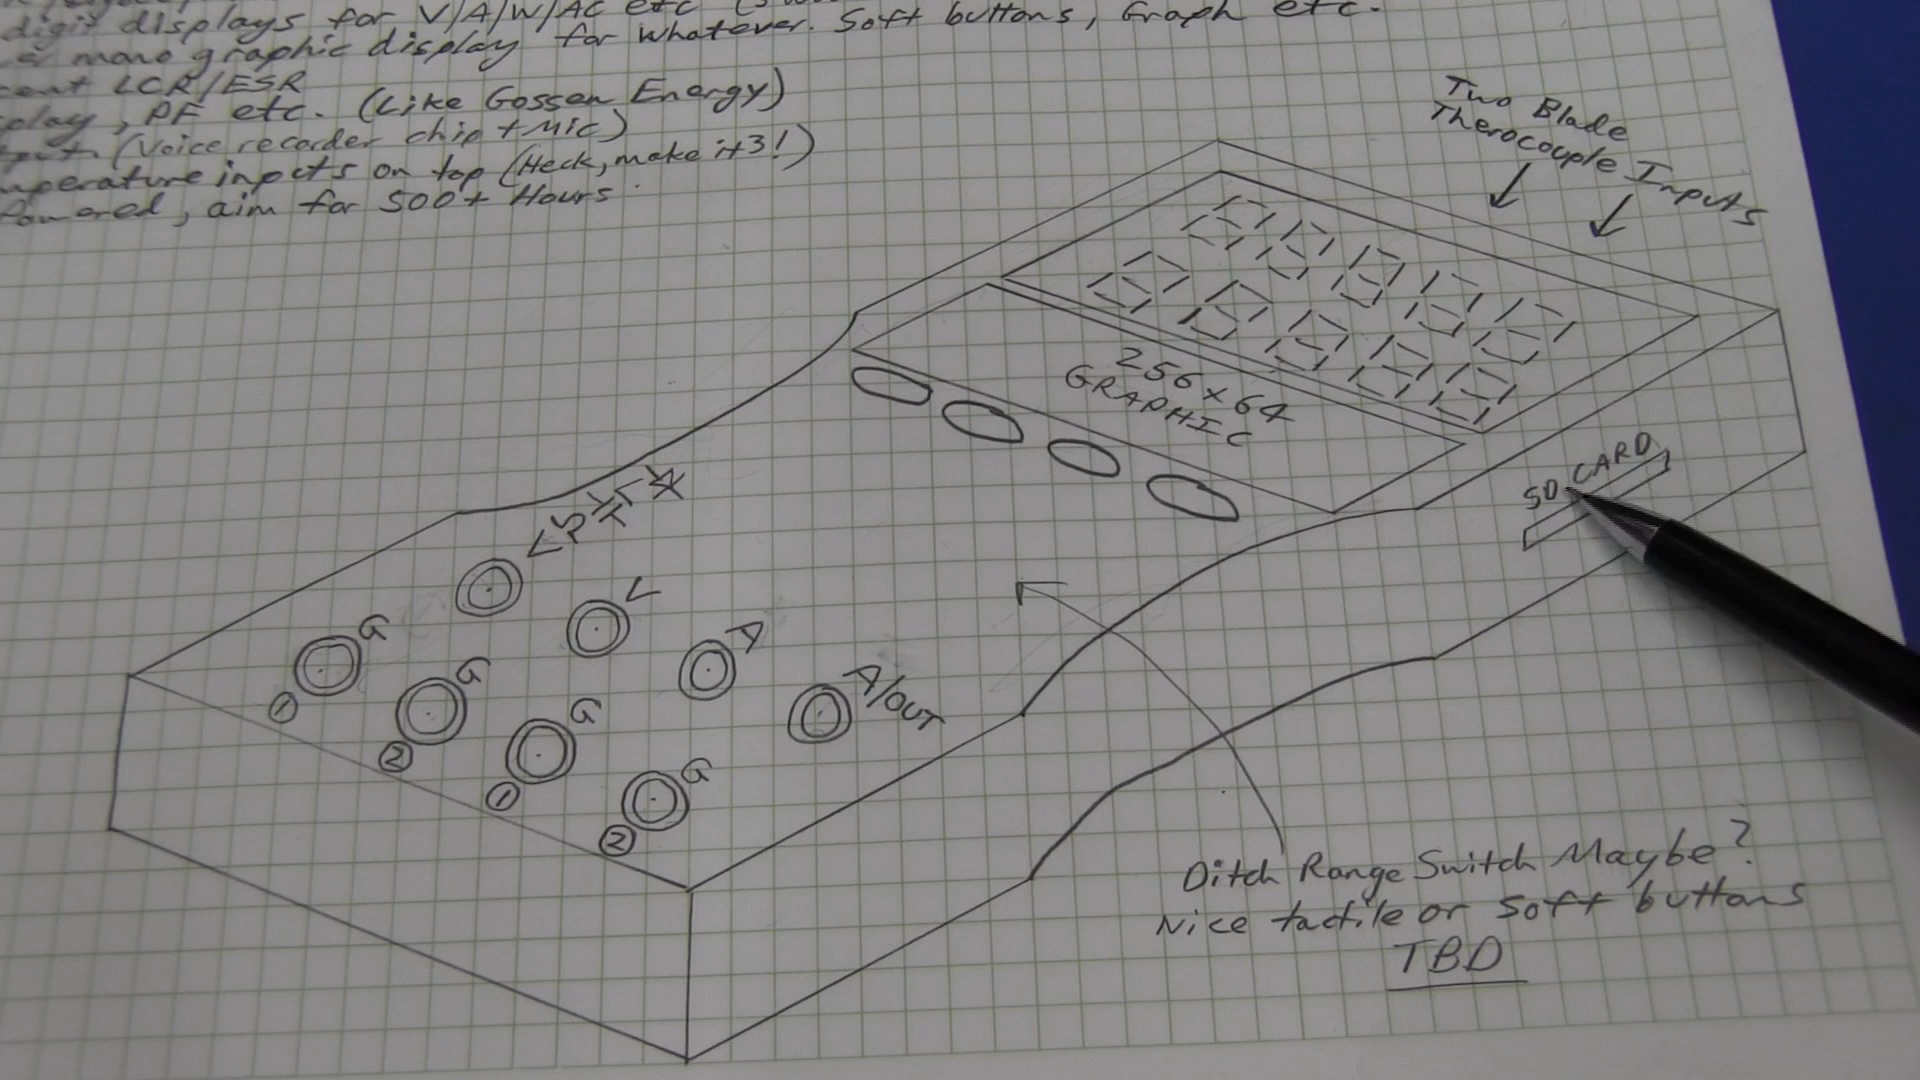 digit displays for V/A/W/AC etc
mono graphic display for whatever. Soft buttons, Graph etc.
LCR/ESR
, PF etc. (Like Gossen Energy)
(Voice recorder chip + Mic)
inputs on top (Heck, make it 3!)
, aim for 500+ Hours
Two Blade
Therocouple Inputs
256x64
GRAPHIC
SD CARD
G
G
G
G
L
A
A/OUT
1
2
1
2
Ditch Range Switch Maybe?
Nice tactile or soft buttons
TBD